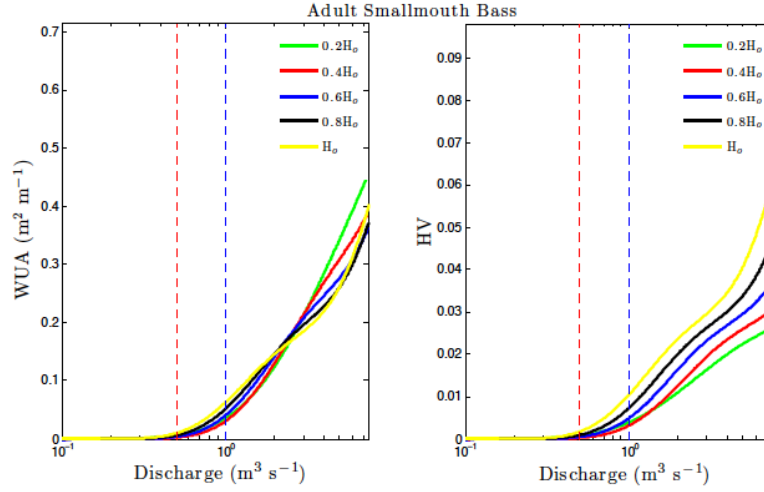 Adult Smallmouth Bass
WUA (m² m⁻¹)
0.7
0.6
0.5
0.4
0.3
0.2
0.1
0
10⁻¹
10⁰
Discharge (m³ s⁻¹)
0.2Hₒ
0.4Hₒ
0.6Hₒ
0.8Hₒ
Hₒ
HV
0.09
0.08
0.07
0.06
0.05
0.04
0.03
0.02
0.01
0
10⁻¹
10⁰
Discharge (m³ s⁻¹)
0.2Hₒ
0.4Hₒ
0.6Hₒ
0.8Hₒ
Hₒ